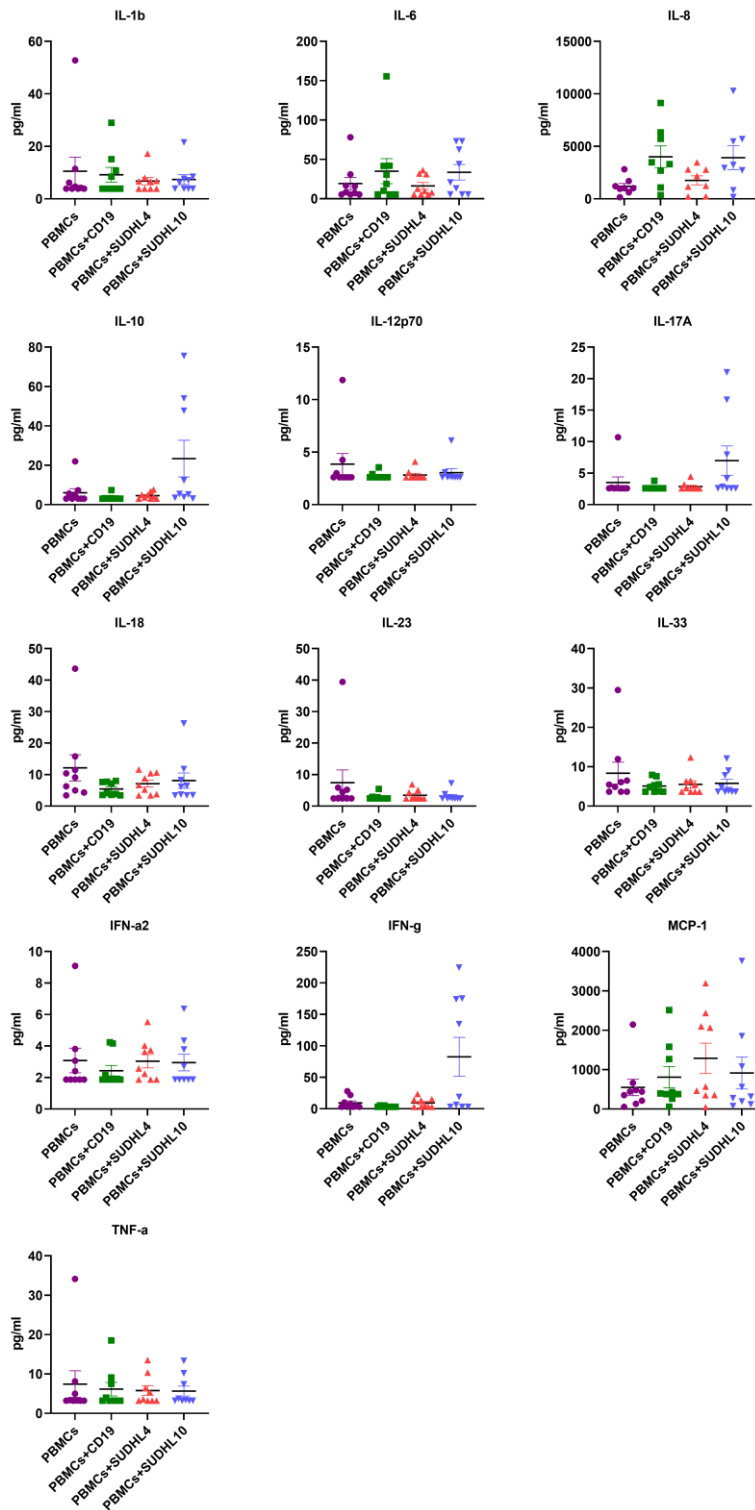 IL-1b
pg/ml
60
40
20
0
PBMCs
PBMCs+CD19
PBMCs+SUDHL4
PBMCs+SUDHL10
IL-6
pg/ml
200
150
100
50
0
PBMCs
PBMCs+CD19
PBMCs+SUDHL4
PBMCs+SUDHL10
IL-8
pg/ml
15000
10000
5000
0
PBMCs
PBMCs+CD19
PBMCs+SUDHL4
PBMCs+SUDHL10
IL-10
pg/ml
80
60
40
20
0
PBMCs
PBMCs+CD19
PBMCs+SUDHL4
PBMCs+SUDHL10
IL-12p70
pg/ml
15
10
5
0
PBMCs
PBMCs+CD19
PBMCs+SUDHL4
PBMCs+SUDHL10
IL-17A
pg/ml
25
20
15
10
5
0
PBMCs
PBMCs+CD19
PBMCs+SUDHL4
PBMCs+SUDHL10
IL-18
pg/ml
50
40
30
20
10
0
PBMCs
PBMCs+CD19
PBMCs+SUDHL4
PBMCs+SUDHL10
IL-23
pg/ml
50
40
30
20
10
0
PBMCs
PBMCs+CD19
PBMCs+SUDHL4
PBMCs+SUDHL10
IL-33
pg/ml
40
30
20
10
0
PBMCs
PBMCs+CD19
PBMCs+SUDHL4
PBMCs+SUDHL10
IFN-a2
pg/ml
10
8
6
4
2
0
PBMCs
PBMCs+CD19
PBMCs+SUDHL4
PBMCs+SUDHL10
IFN-g
pg/ml
250
200
150
100
50
0
PBMCs
PBMCs+CD19
PBMCs+SUDHL4
PBMCs+SUDHL10
MCP-1
pg/ml
4000
3000
2000
1000
0
PBMCs
PBMCs+CD19
PBMCs+SUDHL4
PBMCs+SUDHL10
TNF-a
pg/ml
40
30
20
10
0
PBMCs
PBMCs+CD19
PBMCs+SUDHL4
PBMCs+SUDHL10